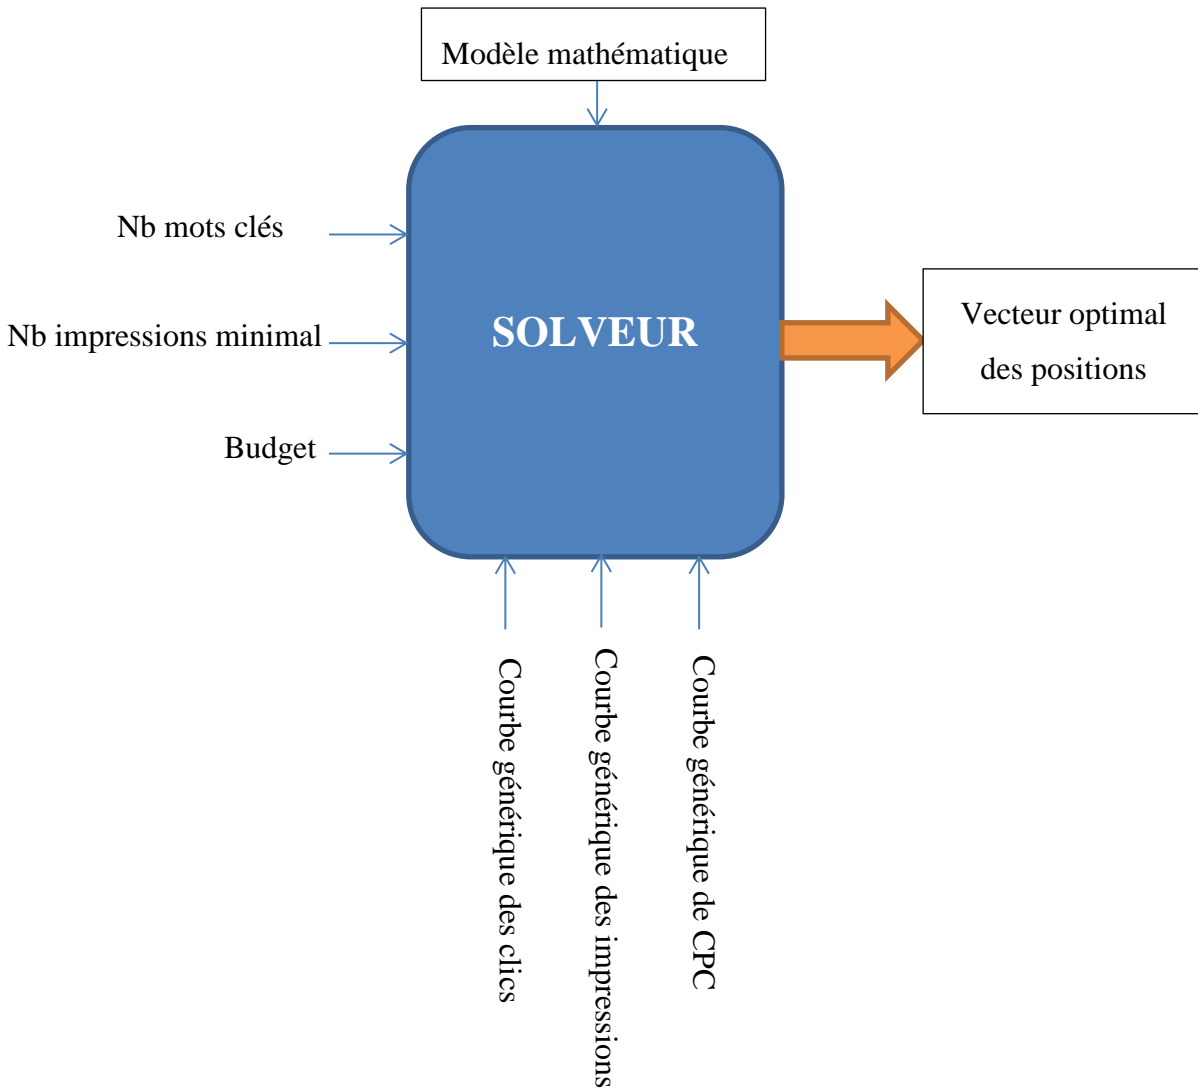 Modèle mathématique
Nb mots clés
Nb impressions minimal
Budget
SOLVEUR
Vecteur optimal
des positions
Courbe générique des clics
Courbe générique des impressions
Courbe générique de CPC